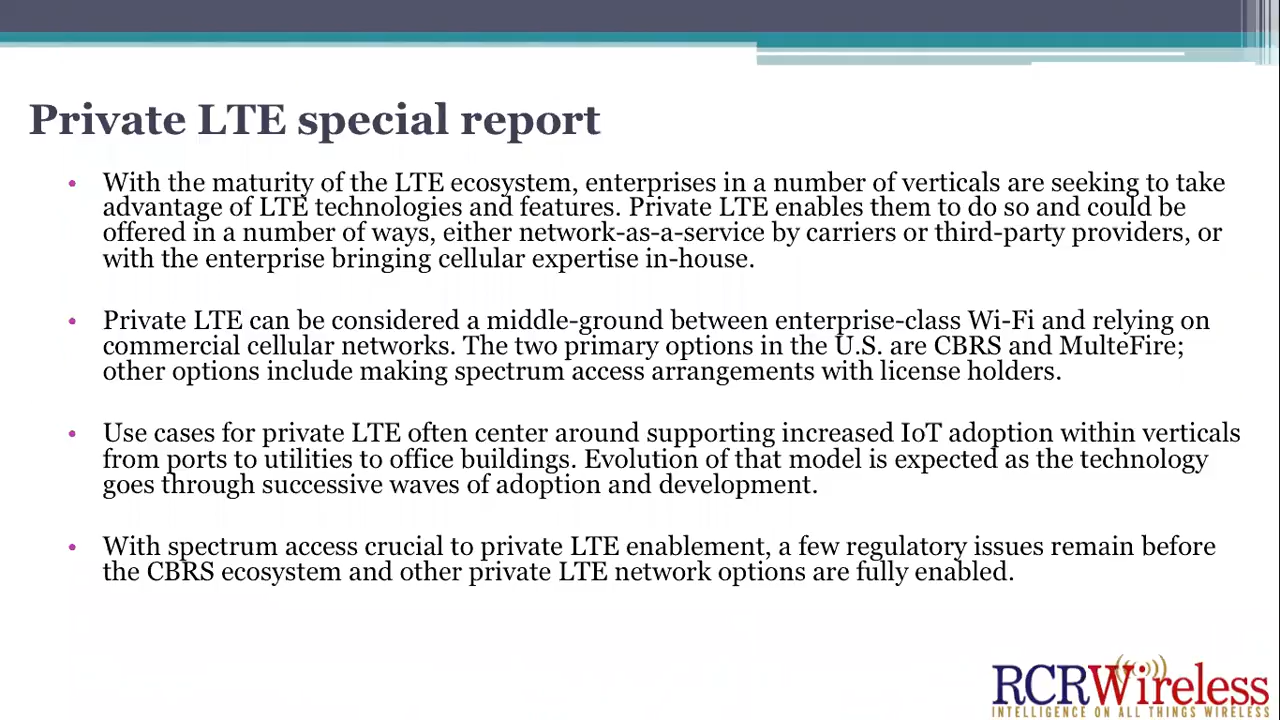 Private LTE special report
• With the maturity of the LTE ecosystem, enterprises in a number of verticals are seeking to take
advantage of LTE technologies and features. Private LTE enables them to do so and could be
offered in a number of ways, either network-as-a-service by carriers or third-party providers, or
with the enterprise bringing cellular expertise in-house.
• Private LTE can be considered a middle-ground between enterprise-class Wi-Fi and relying on
commercial cellular networks. The two primary options in the U.S. are CBRS and MulteFire;
other options include making spectrum access arrangements with license holders.
• Use cases for private LTE often center around supporting increased IoT adoption within verticals
from ports to utilities to office buildings. Evolution of that model is expected as the technology
goes through successive waves of adoption and development.
• With spectrum access crucial to private LTE enablement, a few regulatory issues remain before
the CBRS ecosystem and other private LTE network options are fully enabled.
RCRWireless
INTELLIGENCE ON ALL THINGS WIRELESS